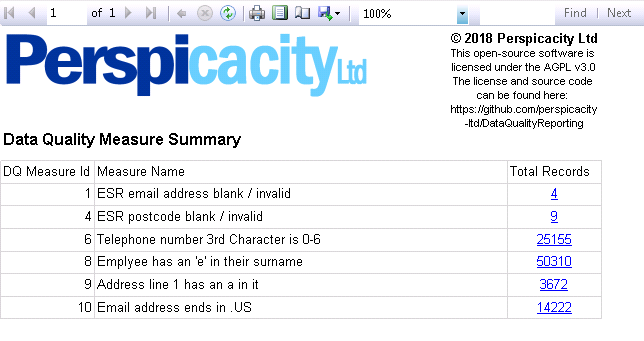 1 of 1 100% Find | Next
Perspicacity Ltd
© 2018 Perspicacity Ltd
This open-source software is
licensed under the AGPL v3.0
The license and source code
can be found here:
https://github.com/perspicacity
-ltd/DataQualityReporting
Data Quality Measure Summary
DQ Measure Id Measure Name Total Records
1 ESR email address blank / invalid 4
4 ESR postcode blank / invalid 9
6 Telephone number 3rd Character is 0-6 25155
8 Emplyee has an 'e' in their surname 50310
9 Address line 1 has an a in it 3672
10 Email address ends in .US 14222